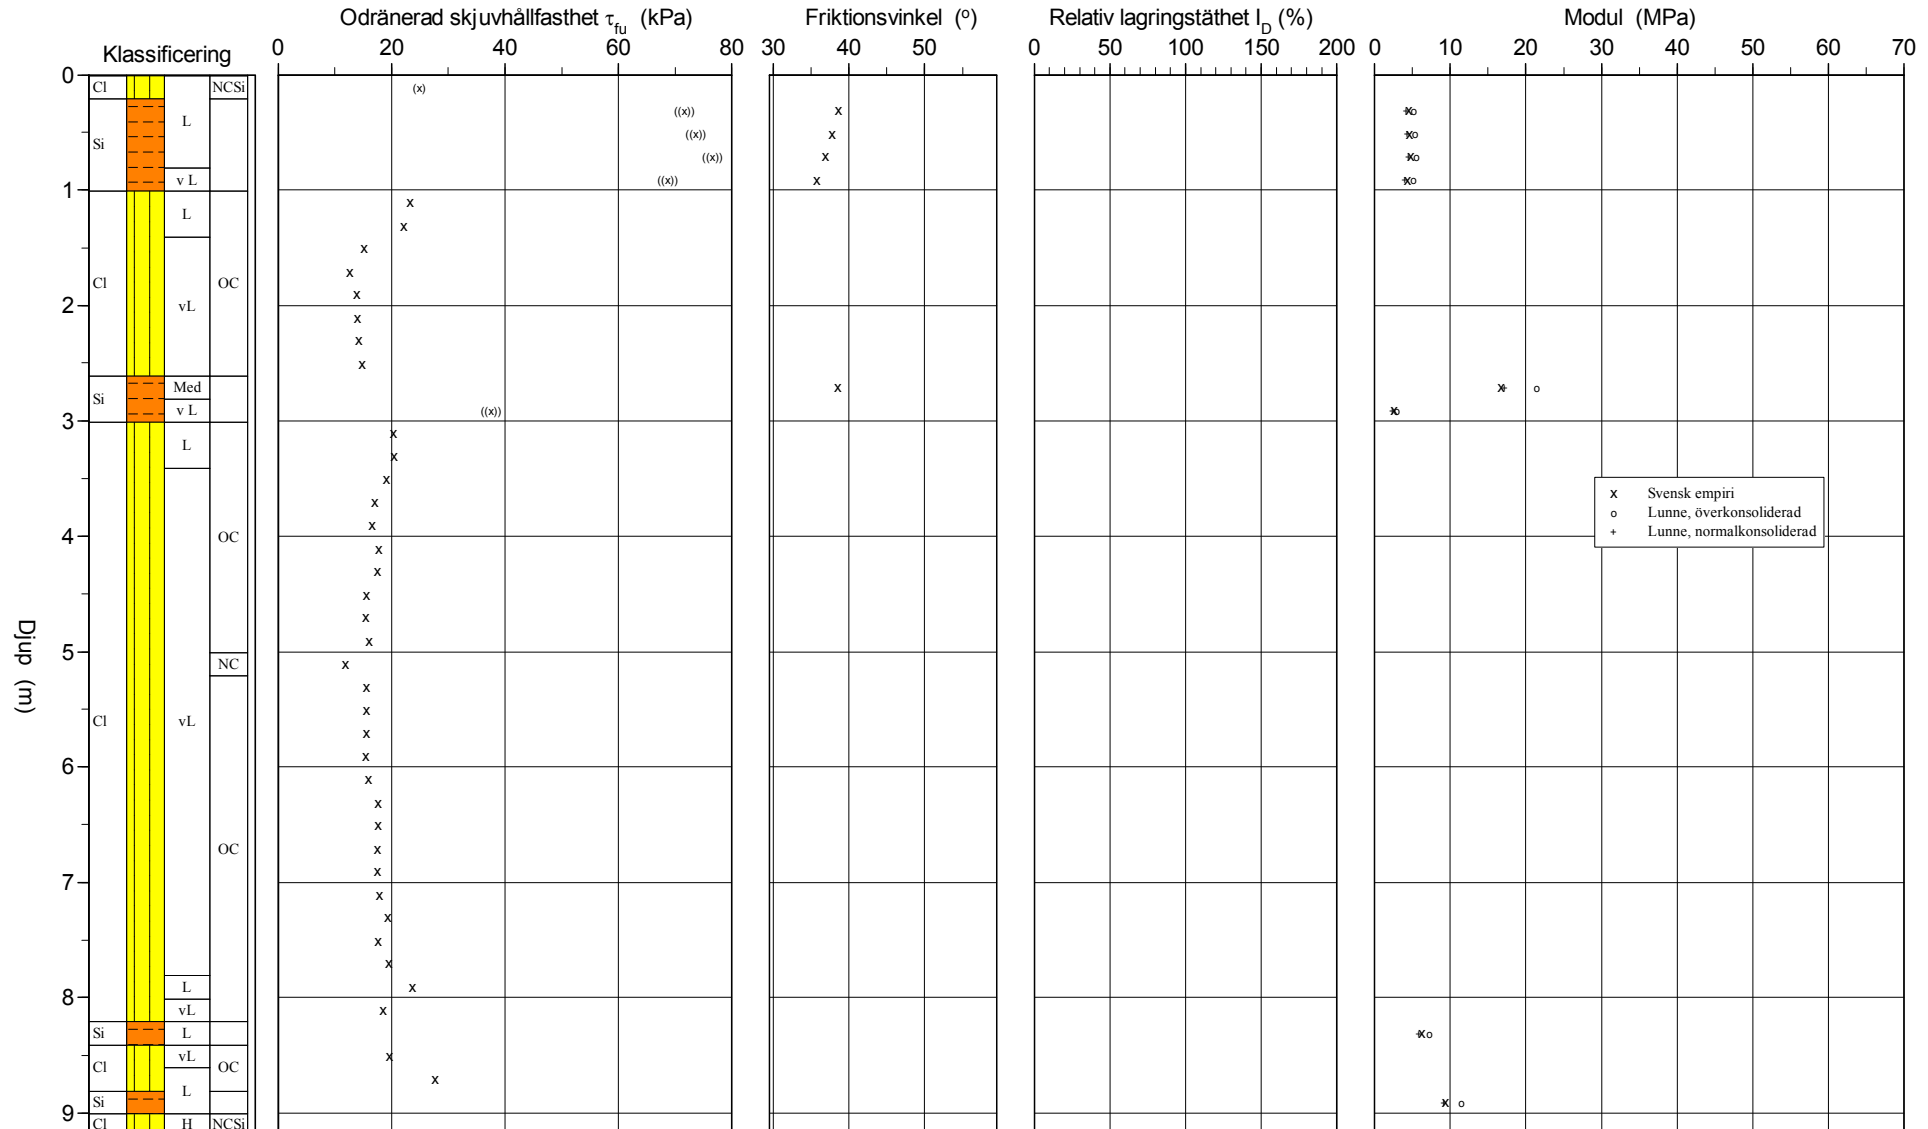 Odränerad skjuvhållfasthet τfu (kPa)
Friktionsvinkel (o)
Relativ lagringstäthet ID (%)
Modul (MPa)
Klassificering
0 20 40 60 80
30 40 50
0 50 100 150 200
0 10 20 30 40 50 60 70
0
Cl NCSi
(x)
L
((x))
((x))
Si
((x))
v L
((x))
1
L
Cl OC
2
vL
Med
Si
v L
((x))
3
L
x Svensk empiri
o Lunne, överkonsoliderad
+ Lunne, normalkonsoliderad
4
OC
5
NC
Djup (m)
Cl vL
6
OC
7
L
8
vL
Si L
vL
Cl OC
L
Si
9
Cl H NCSi